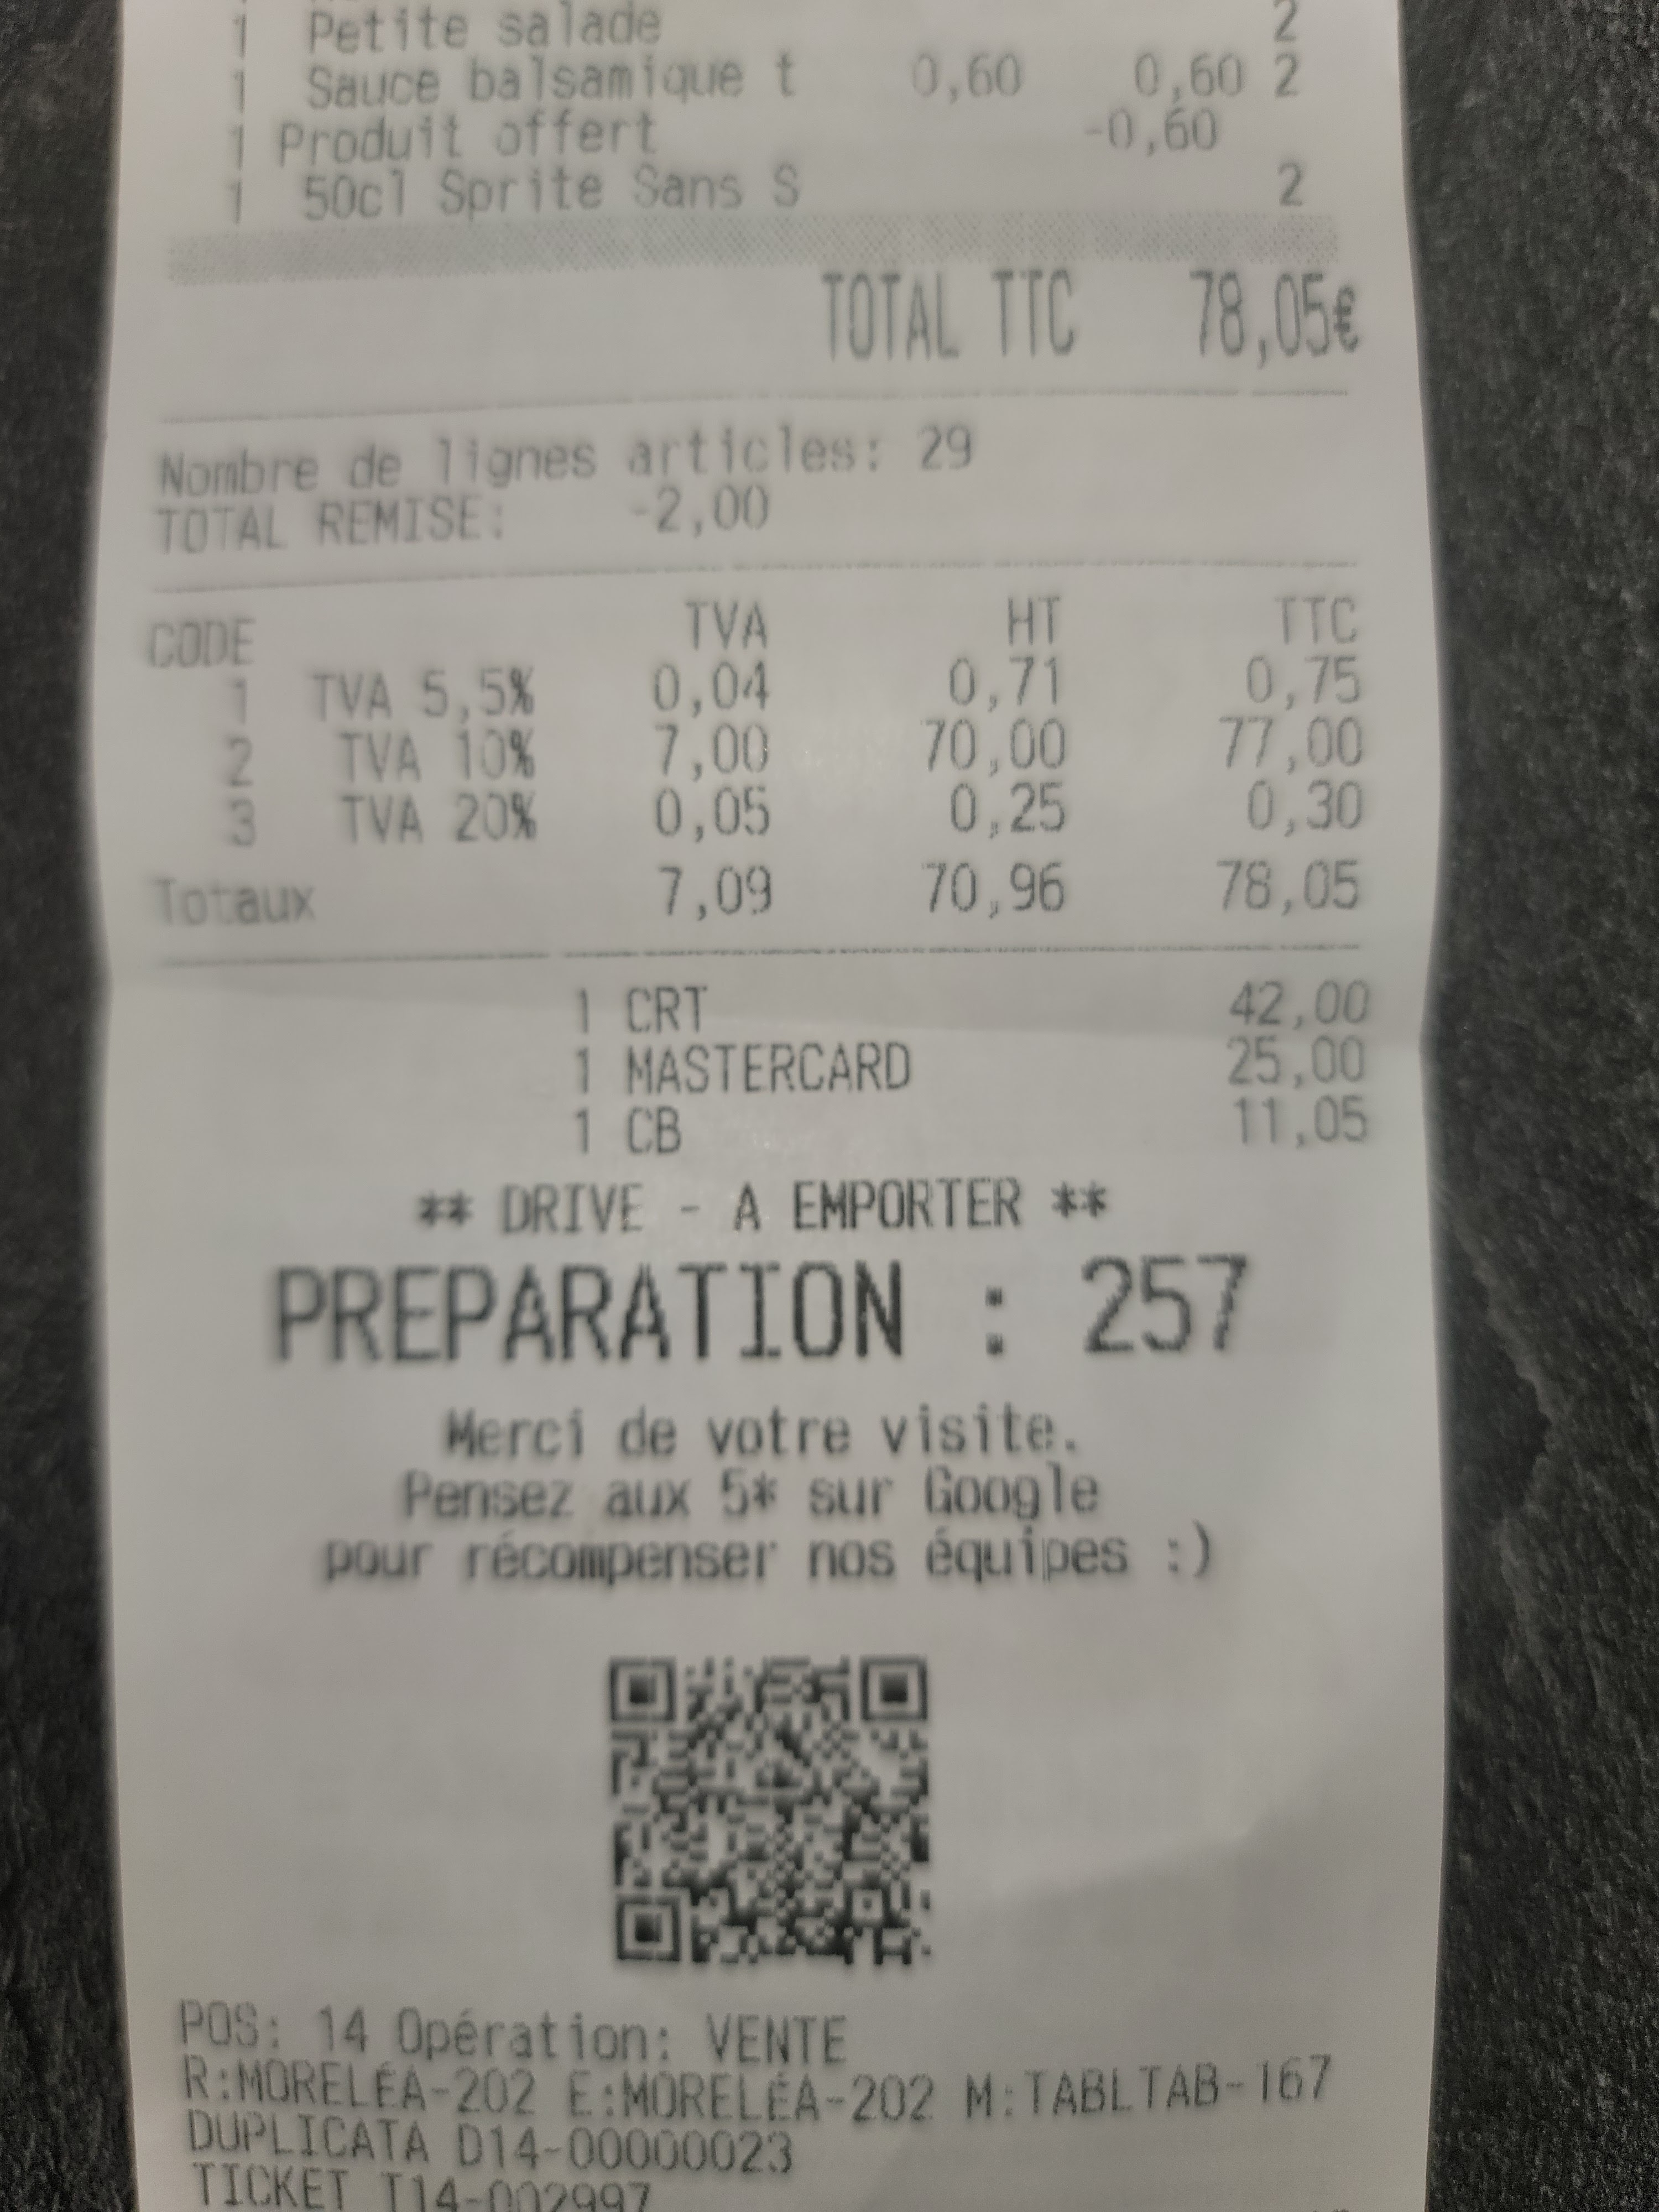 1 Petite salade 2
1 Sauce balsamique t 0,60 0,60 2
1 Produit offert -0,60
1 50cl Sprite Sans S 2
TOTAL TTC 78,05€
Nombre de lignes articles: 29
TOTAL REMISE: -2,00
CODE TVA HT TTC
1 TVA 5,5% 0,04 0,71 0,75
2 TVA 10% 7,00 70,00 77,00
3 TVA 20% 0,05 0,25 0,30
Totaux 7,09 70,96 78,05
1 CRT 42,00
1 MASTERCARD 25,00
1 CB 11,05
** DRIVE - A EMPORTER **
PREPARATION : 257
Merci de votre visite.
Pensez aux 5* sur Google
pour récompenser nos équipes :)
POS: 14 Opération: VENTE
R:MORELÉA-202 E:MORELÉA-202 M:TABLTAB-167
DUPLICATA D14-00000023
TICKET T14-002997